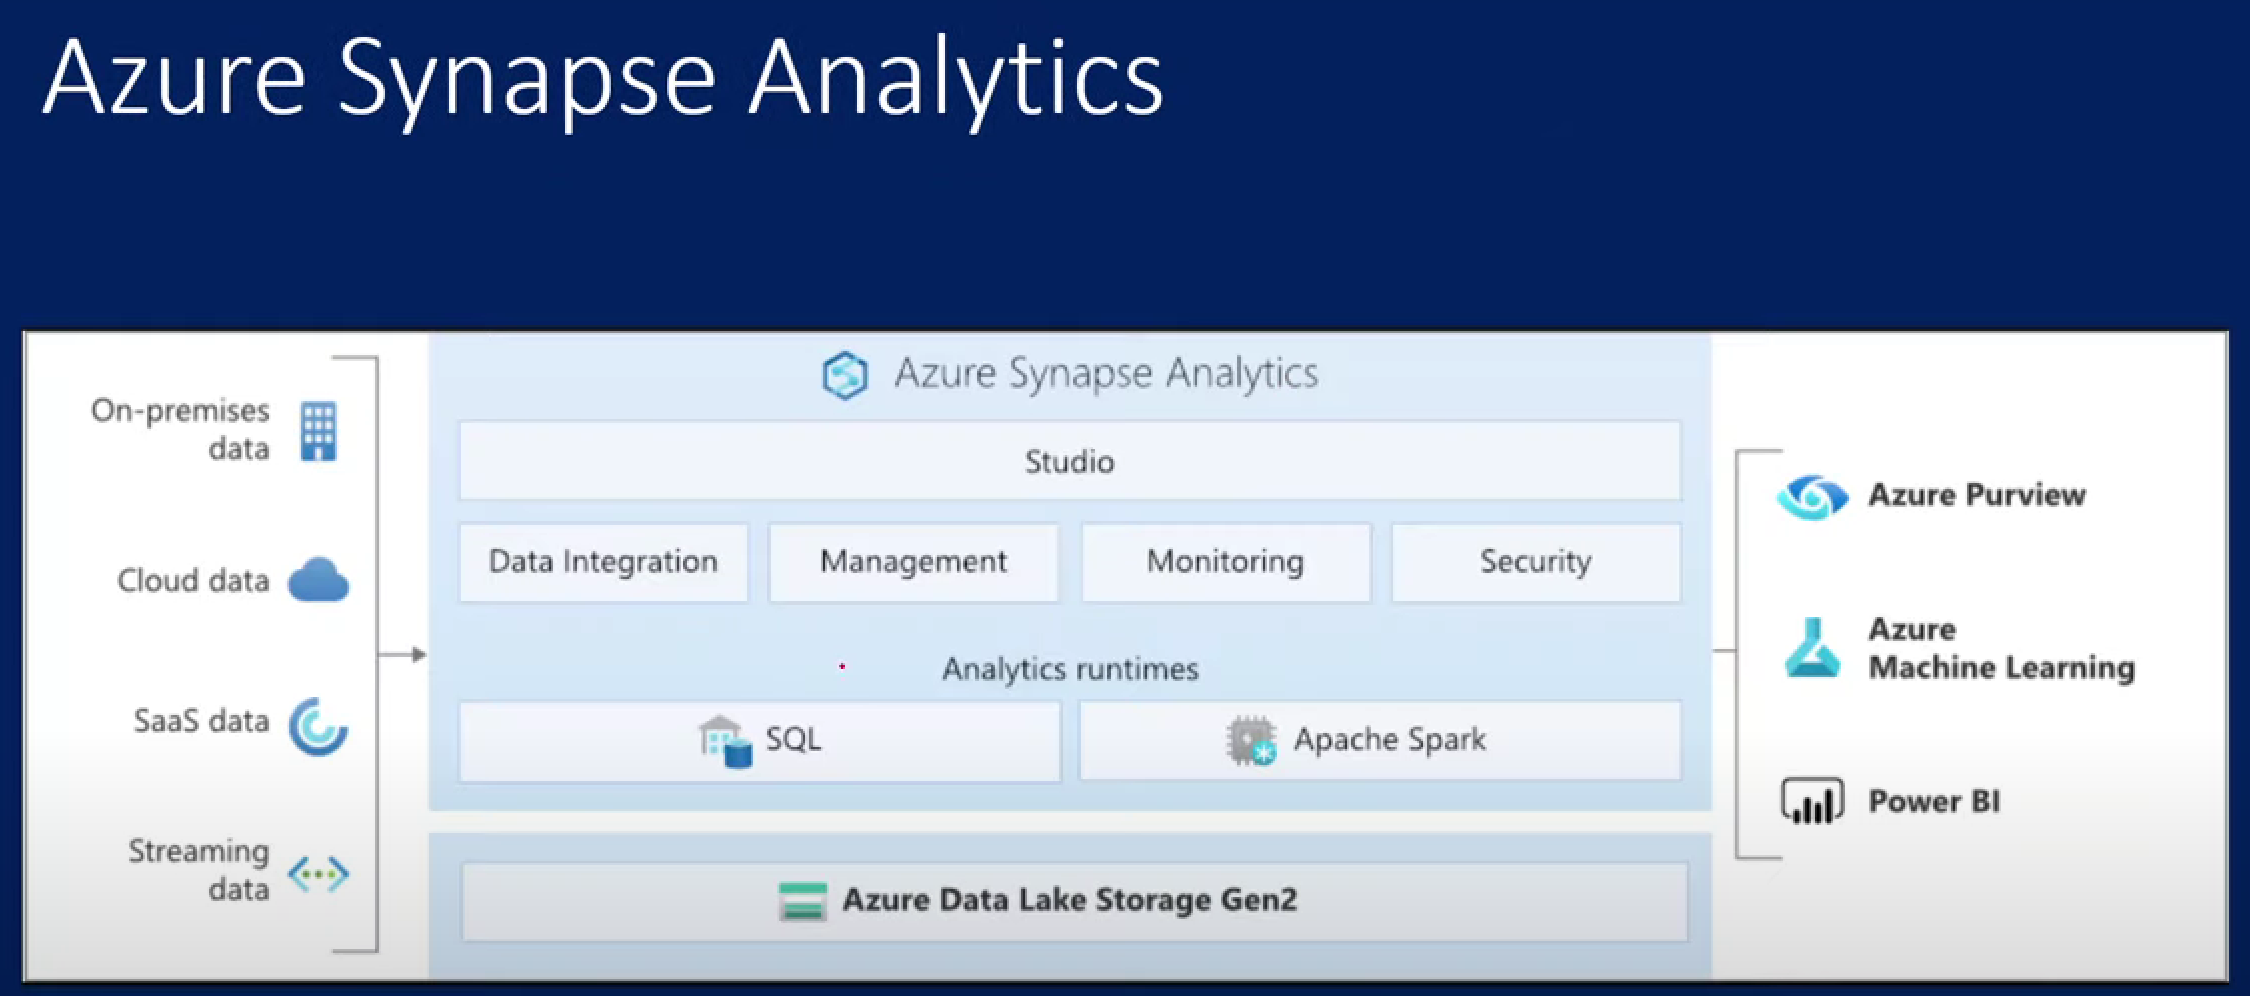 Azure Synapse Analytics
On-premises
data
Cloud data
SaaS data
Streaming
data
Azure Synapse Analytics
Studio
Data Integration
Management
Monitoring
Security
Analytics runtimes
SQL
Apache Spark
Azure Data Lake Storage Gen2
Azure Purview
Azure
Machine Learning
Power BI